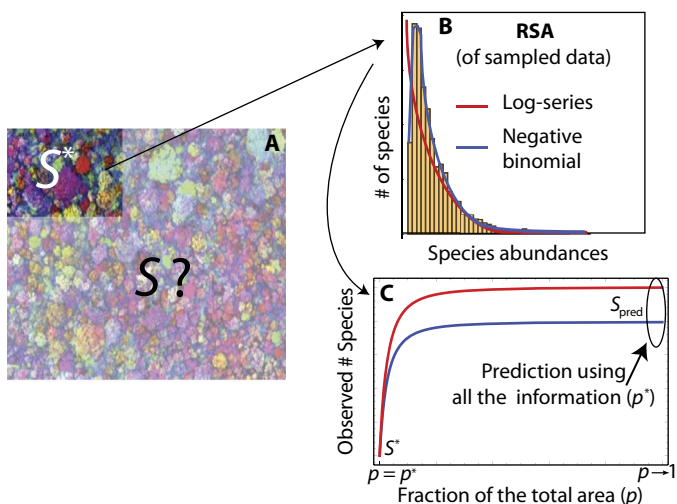 A
S*
S ?
B
RSA
(of sampled data)
Log-series
Negative
binomial
# of species
Species abundances
C
Observed # Species
S_pred
Prediction using
all the information (p*)
S*
p = p*
p→1
Fraction of the total area (p)